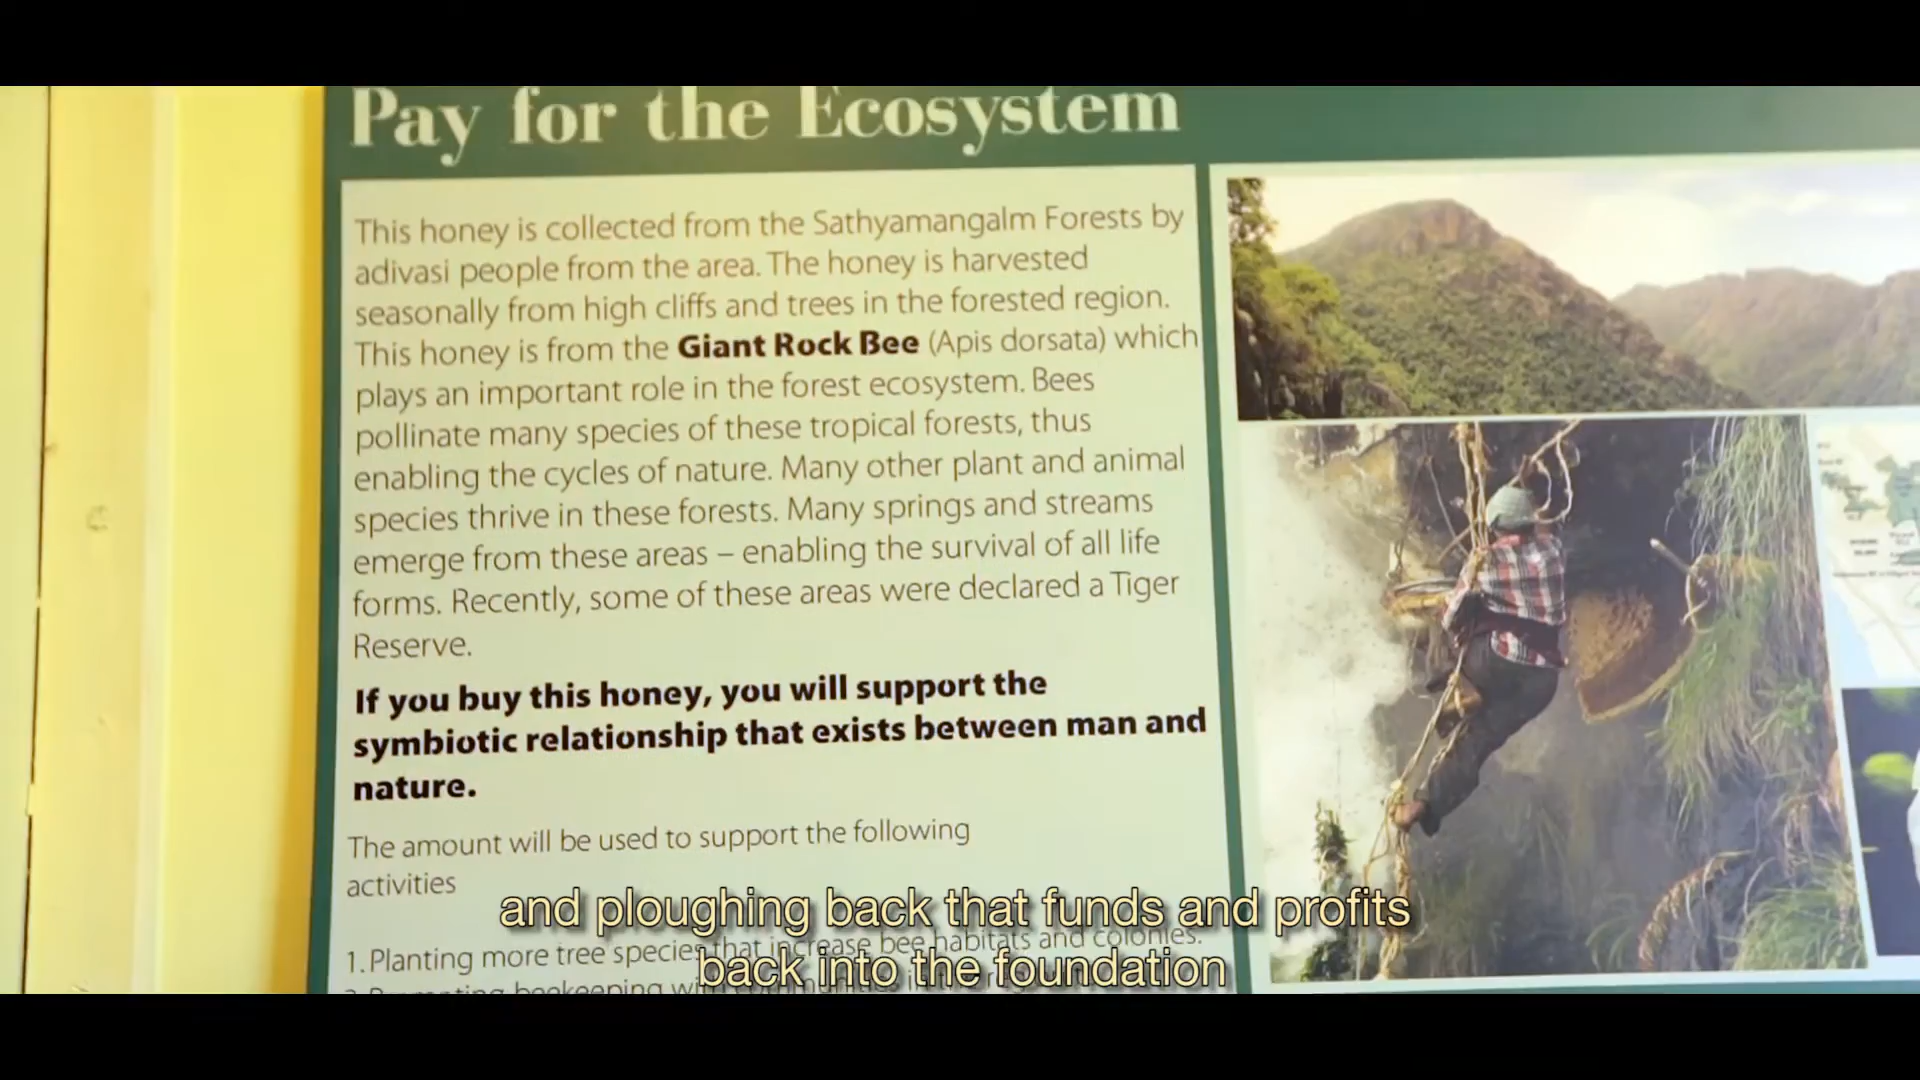 Pay for the Ecosystem
This honey is collected from the Sathyamangalm Forests by
adivasi people from the area. The honey is harvested
seasonally from high cliffs and trees in the forested region.
This honey is from the Giant Rock Bee (Apis dorsata) which
plays an important role in the forest ecosystem. Bees
pollinate many species of these tropical forests, thus
enabling the cycles of nature. Many other plant and animal
species thrive in these forests. Many springs and streams
emerge from these areas – enabling the survival of all life
forms. Recently, some of these areas were declared a Tiger
Reserve.
If you buy this honey, you will support the
symbiotic relationship that exists between man and
nature.
The amount will be used to support the following
activities
1. Planting more tree species that increase bee habitats and colonies.
and ploughing back that funds and profits
back into the foundation